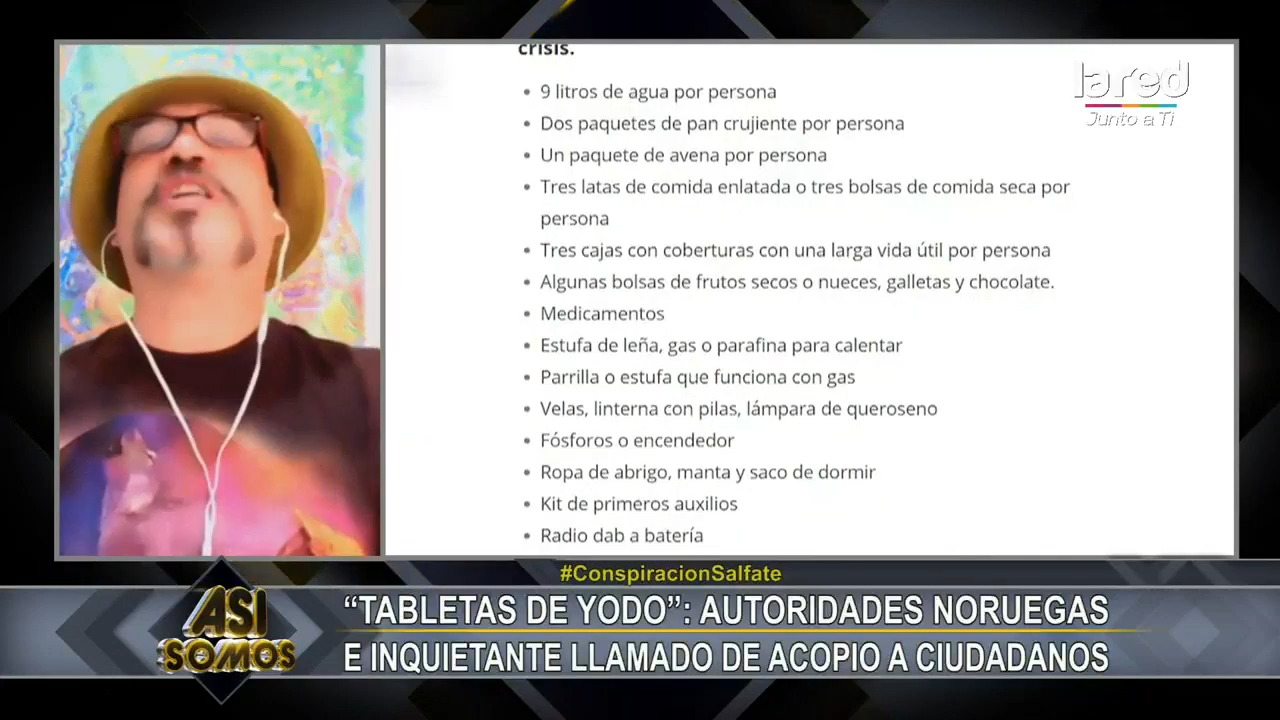 crisis.
9 litros de agua por persona
Dos paquetes de pan crujiente por persona
Un paquete de avena por persona
Tres latas de comida enlatada o tres bolsas de comida seca por
persona
Tres cajas con coberturas con una larga vida útil por persona
Algunas bolsas de frutos secos o nueces, galletas y chocolate.
Medicamentos
Estufa de leña, gas o parafina para calentar
Parrilla o estufa que funciona con gas
Velas, linterna con pilas, lámpara de queroseno
Fósforos o encendedor
Ropa de abrigo, manta y saco de dormir
Kit de primeros auxilios
Radio dab a batería
lared
Junto a Ti
#ConspiracionSalfate
ASI
SOMOS
“TABLETAS DE YODO”: AUTORIDADES NORUEGAS
E INQUIETANTE LLAMADO DE ACOPIO A CIUDADANOS